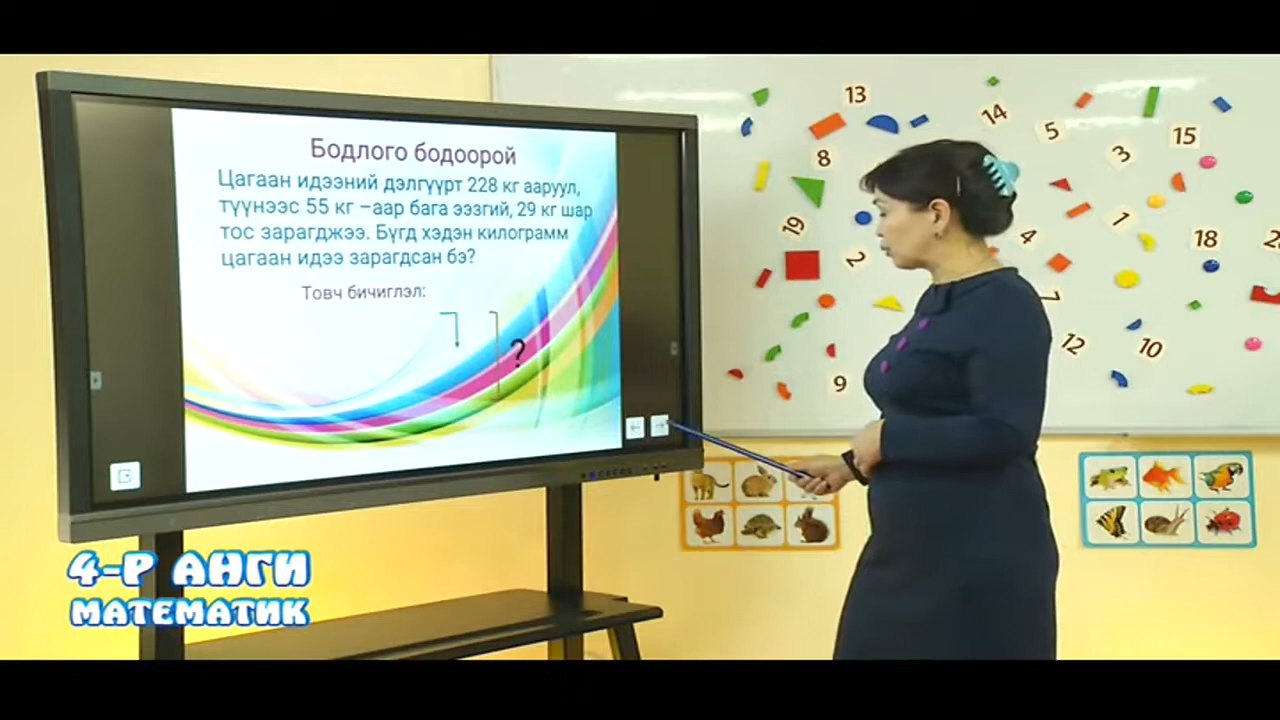 Бодлого бодоорой
Цагаан идээний дэлгүүрт 228 кг ааруул,
түүнээс 55 кг –аар бага ээзгий, 29 кг шар
тос зарагджээ. Бүгд хэдэн килограмм
цагаан идээ зарагдсан бэ?
Товч бичиглэл:
?
13
14
5
15
8
3
19
1
2
4
18
7
12
10
9
4-Р АНГИ
МАТЕМАТИК